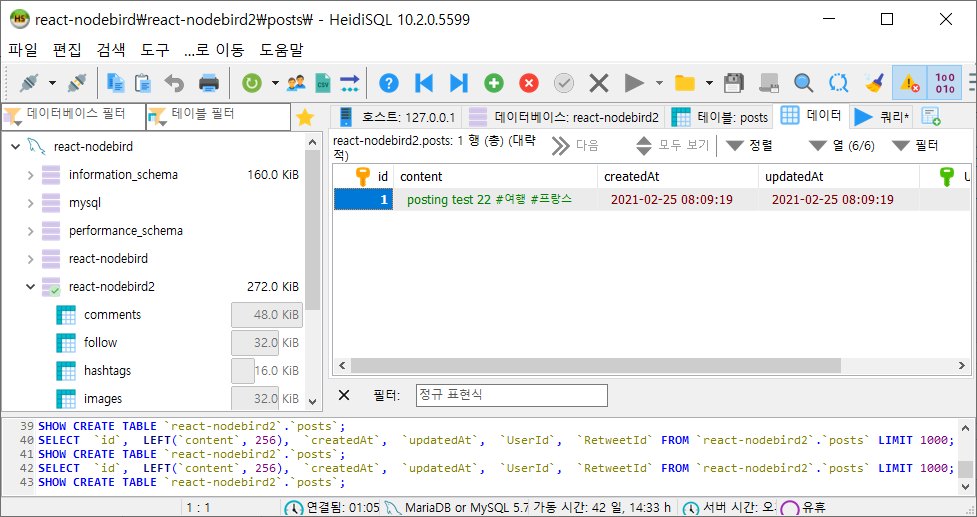 react-nodebird\react-nodebird2\posts\ - HeidiSQL 10.2.0.5599
파일 편집 검색 도구 ...로 이동 도움말
데이터베이스 필터 테이블 필터
호스트: 127.0.0.1 데이터베이스: react-nodebird2 테이블: posts 데이터 쿼리*
react-nodebird2.posts: 1 행 (총) (대략적) 다음 모두 보기 정렬 열 (6/6) 필터
react-nodebird
information_schema 160.0 KiB
mysql
performance_schema
react-nodebird
react-nodebird2 272.0 KiB
comments 48.0 KiB
follow 32.0 KiB
hashtags 16.0 KiB
images 32.0 KiB
id content createdAt updatedAt U
1 posting test 22 #여행 #프랑스 2021-02-25 08:09:19 2021-02-25 08:09:19
필터: 정규 표현식
39 SHOW CREATE TABLE `react-nodebird2`.`posts`;
40 SELECT `id`, LEFT(`content`, 256), `createdAt`, `updatedAt`, `UserId`, `RetweetId` FROM `react-nodebird2`.`posts` LIMIT 1000;
41 SHOW CREATE TABLE `react-nodebird2`.`posts`;
42 SELECT `id`, LEFT(`content`, 256), `createdAt`, `updatedAt`, `UserId`, `RetweetId` FROM `react-nodebird2`.`posts` LIMIT 1000;
43 SHOW CREATE TABLE `react-nodebird2`.`posts`;
1 : 1 연결됨: 01:05 MariaDB or MySQL 5.7 가동 시간: 42 일, 14:33 h 서버 시간: 오 유휴